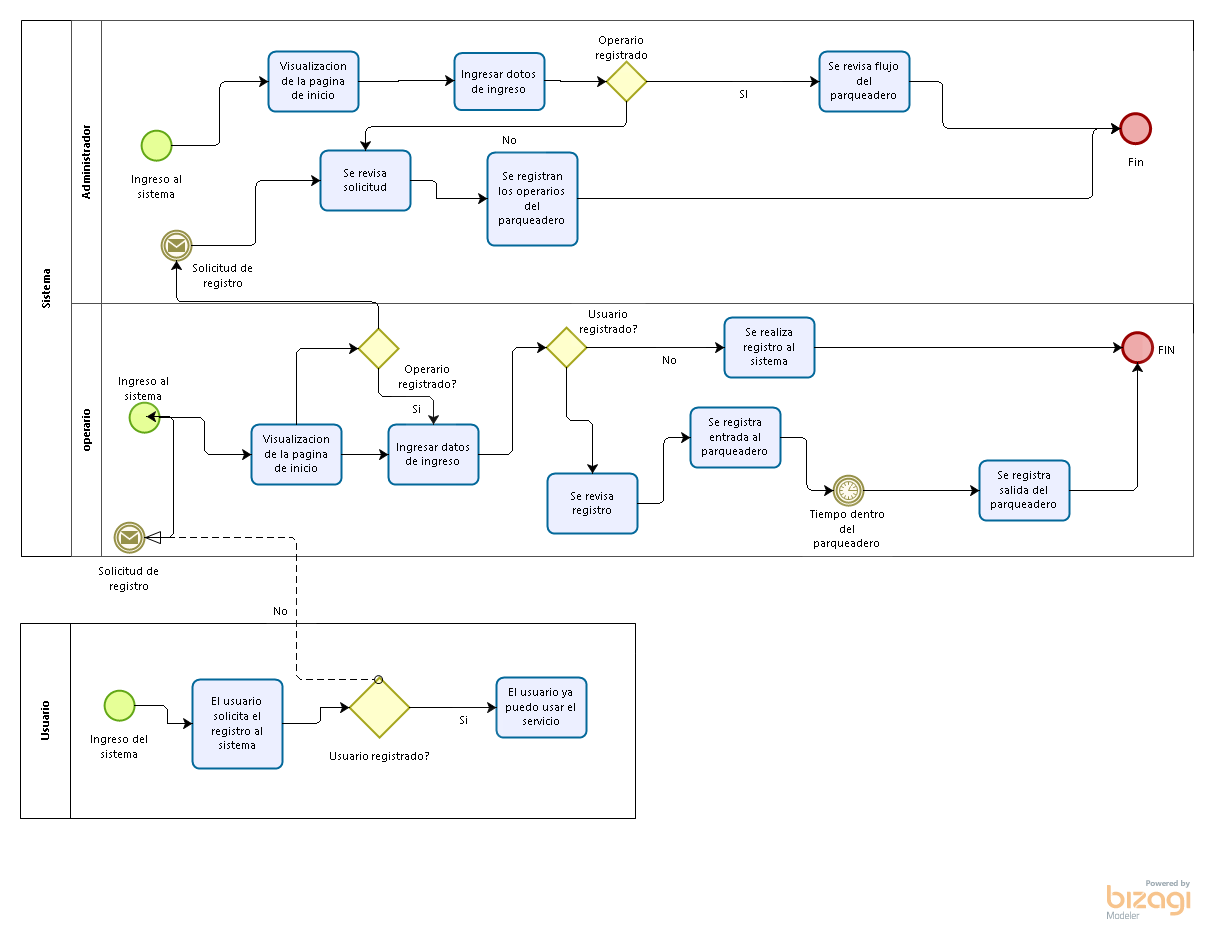 Sistema
Administrador
Ingreso al
sistema
Visualizacion
de la pagina
de inicio
Ingresar datos
de ingreso
Operario
registrado
SI
Se revisa flujo
del
parqueadero
Fin
No
Se revisa
solicitud
Se registran
los operarios
del
parqueadero
Solicitud de
registro
operario
Ingreso al
sistema
Visualizacion
de la pagina
de inicio
Operario
registrado?
Si
Ingresar datos
de ingreso
Usuario
registrado?
No
Se realiza
registro al
sistema
FIN
Se revisa
registro
Se registra
entrada al
parqueadero
Tiempo dentro
del
parqueadero
Se registra
salida del
parqueadero
Solicitud de
registro
No
Usuario
Ingreso del
sistema
El usuario
solicita el
registro al
sistema
Usuario registrado?
Si
El usuario ya
puedo usar el
servicio
Powered by
bizagi
Modeler